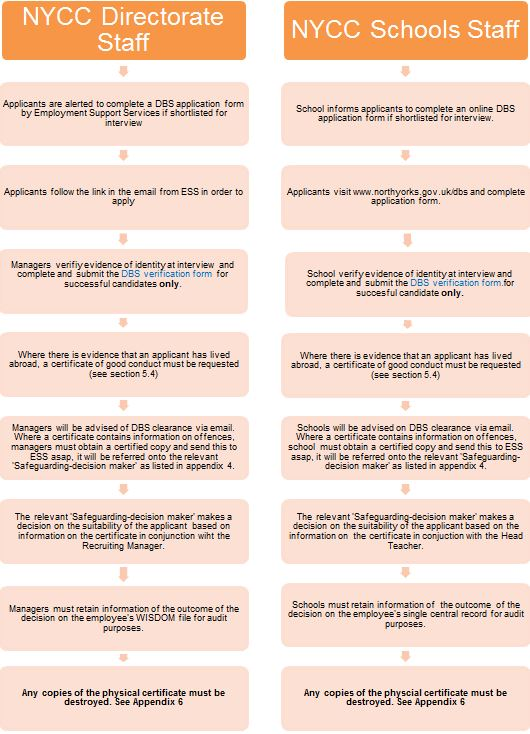 NYCC Directorate
Staff
Applicants are alerted to complete a DBS application form
by Employment Support Services if shortlisted for
interview
Applicants follow the link in the email from ESS in order to
apply
Managers verifiy evidence of identity at interview and
complete and submit the DBS verification form for
successful candidates only.
Where there is evidence that an applicant has lived
abroad, a certificate of good conduct must be requested
(see section 5.4)
Managers will be advised of DBS clearance via email.
Where a certificate contains information on offences,
managers must obtain a certified copy and send this to
ESS asap, it will be referred onto the relevant
'Safeguarding-decision maker' as listed in appendix 4.
The relevant 'Safeguarding-decision maker' makes a
decision on the suitability of the applicant based on
information on the certificate in conjunction wiht the
Recruiting Manager.
Managers must retain information of the outcome of the
decision on the employee's WISDOM file for audit
purposes.
Any copies of the physical certificate must be
destroyed. See Appendix 6
NYCC Schools Staff
School informs applicants to complete an online DBS
application form if shortlisted for interview.
Applicants visit www.northyorks.gov.uk/dbs and complete
application form.
School verify evidence of identity at interview and
complete and submit the DBS verification form.for
succesful candidate only.
Where there is evidence that an applicant has lived
abroad, a certificate of good conduct must be requested
(see section 5.4)
Schools will be advised on DBS clearance via email.
Where a certificate contains information on offences,
school must obtain a certified copy and send this to ESS
asap, it will be referred onto the relevant 'Safeguarding-
decision maker' as listed in appendix 4.
The relevant 'Safeguarding-decision maker' makes a
decision on the suitability of the applicant based on the
information on the certificate in conjuction with the Head
Teacher.
Schools must retain information of the outcome of the
decision on the employee's single central record for audit
purposes.
Any copies of the physcial certificate must be
destroyed. See Appendix 6